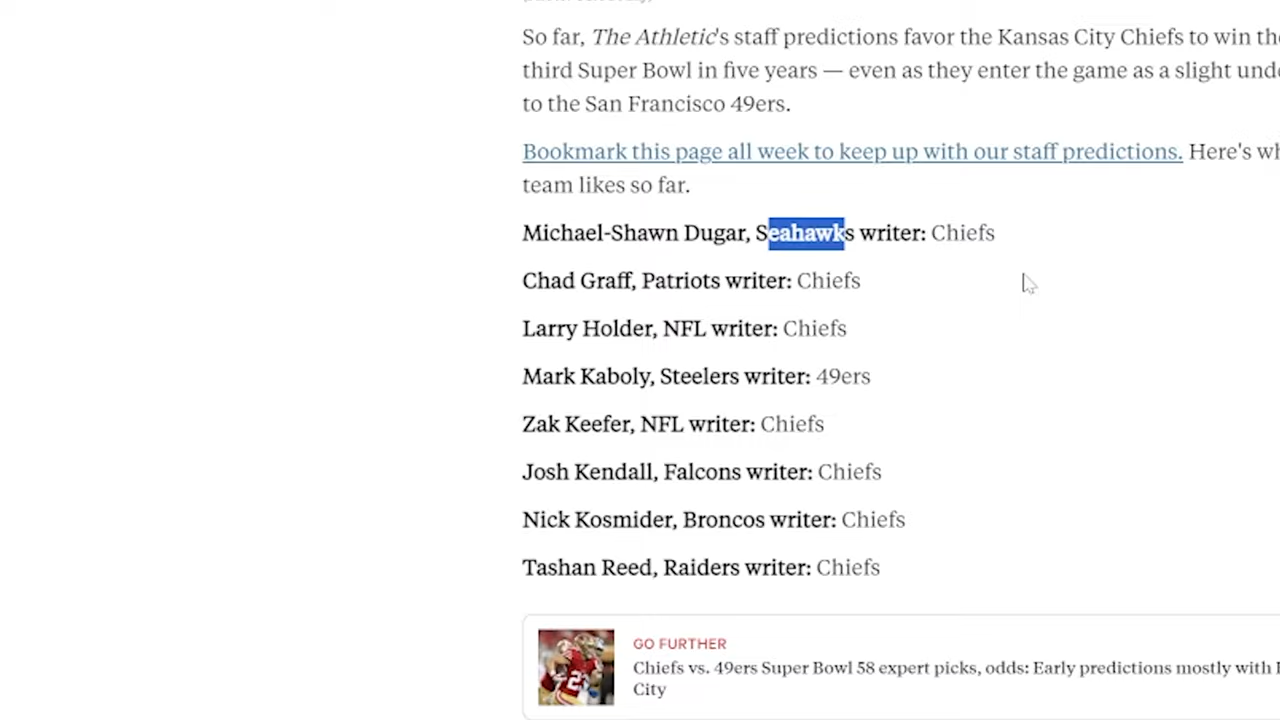 So far, The Athletic's staff predictions favor the Kansas City Chiefs to win
third Super Bowl in five years — even as they enter the game as a slight
to the San Francisco 49ers.
Bookmark this page all week to keep up with our staff predictions. Here's
team likes so far.
Michael-Shawn Dugar, Seahawks writer: Chiefs
Chad Graff, Patriots writer: Chiefs
Larry Holder, NFL writer: Chiefs
Mark Kaboly, Steelers writer: 49ers
Zak Keefer, NFL writer: Chiefs
Josh Kendall, Falcons writer: Chiefs
Nick Kosmider, Broncos writer: Chiefs
Tashan Reed, Raiders writer: Chiefs
GO FURTHER
Chiefs vs. 49ers Super Bowl 58 expert picks, odds: Early predictions mostly with
City